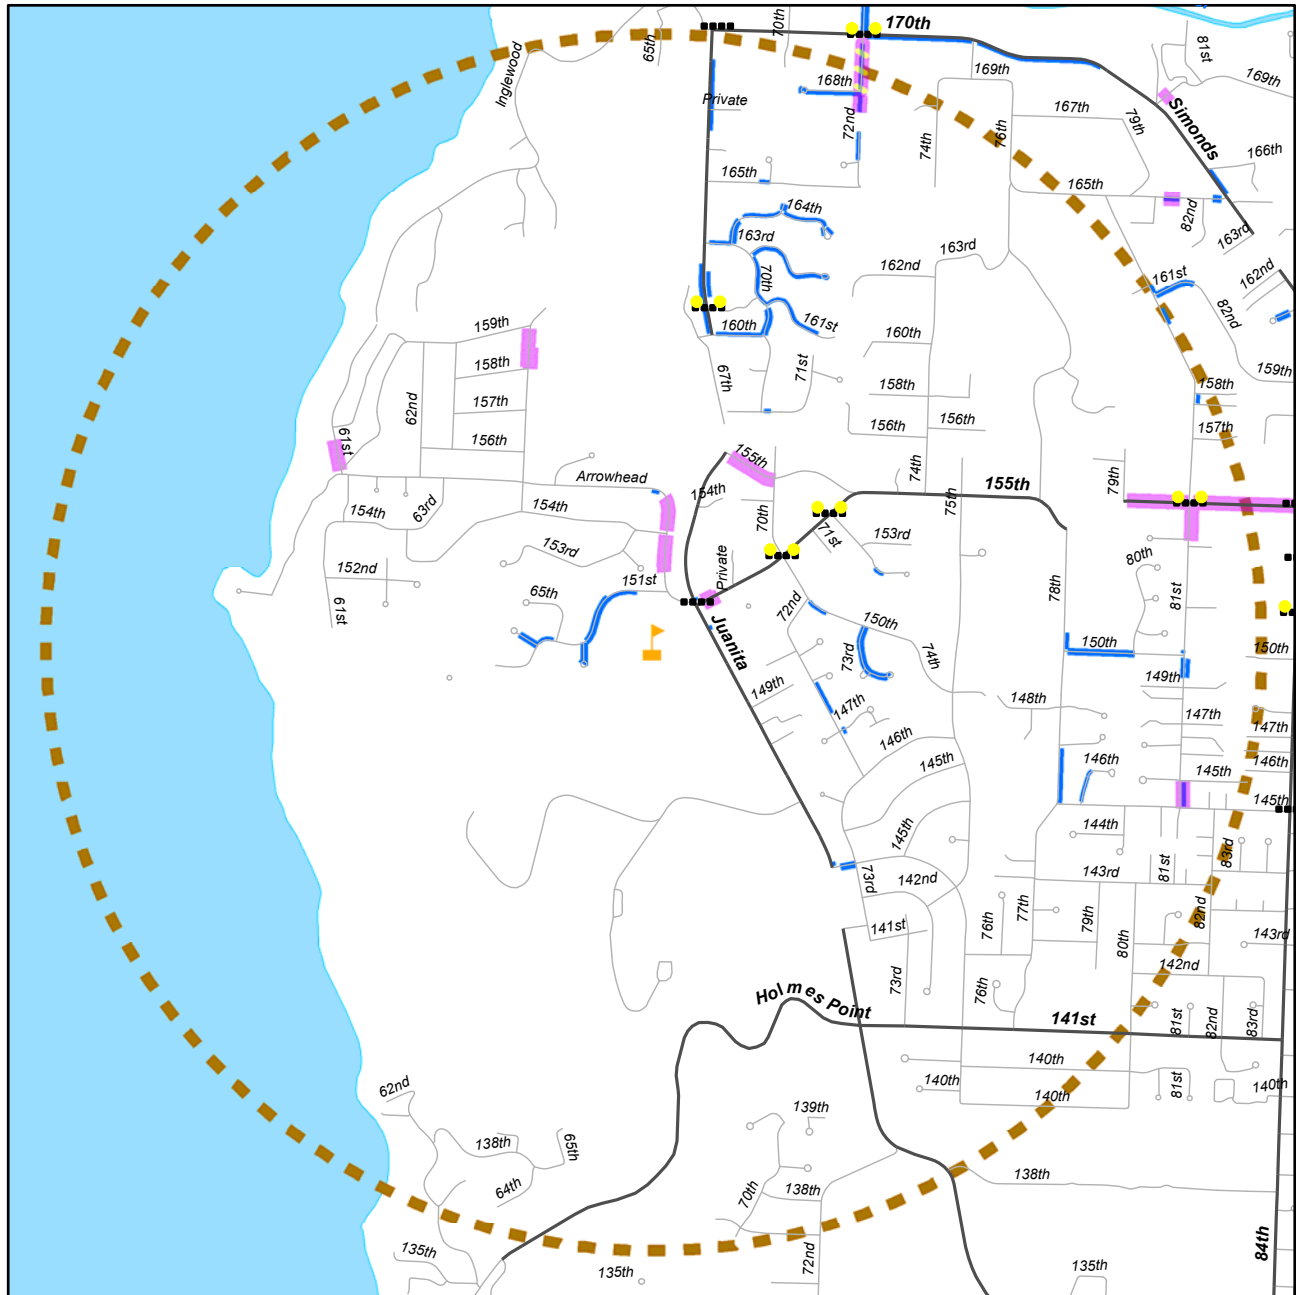 170th
70th
65th
Inglewood
81st
169th
169th
168th
Private
72nd
167th
79th
Simonds
74th
76th
166th
165th
165th
164th
82nd
163rd
163rd
163rd
162nd
162nd
70th
161st
82nd
161st
160th
159th
160th
158th
67th
71st
159th
158th
158th
157th
62nd
156th
156th
156th
157th
61st
155th
Arrowhead
154th
74th
75th
155th
79th
154th
63rd
154th
70th
71st
153rd
153rd
Private
80th
152nd
151st
65th
61st
78th
81st
72nd
150th
Juanita
73rd
74th
150th
150th
149th
149th
148th
147th
147th
147th
146th
145th
146th
146th
145th
145th
145th
144th
83rd
81st
143rd
73rd
142nd
77th
76th
79th
82nd
141st
80th
143rd
142nd
73rd
76th
Holmes Point
141st
81st
82nd
83rd
140th
140th
140th
81st
140th
62nd
139th
138th
65th
64th
138th
70th
138th
84th
135th
135th
72nd
135th